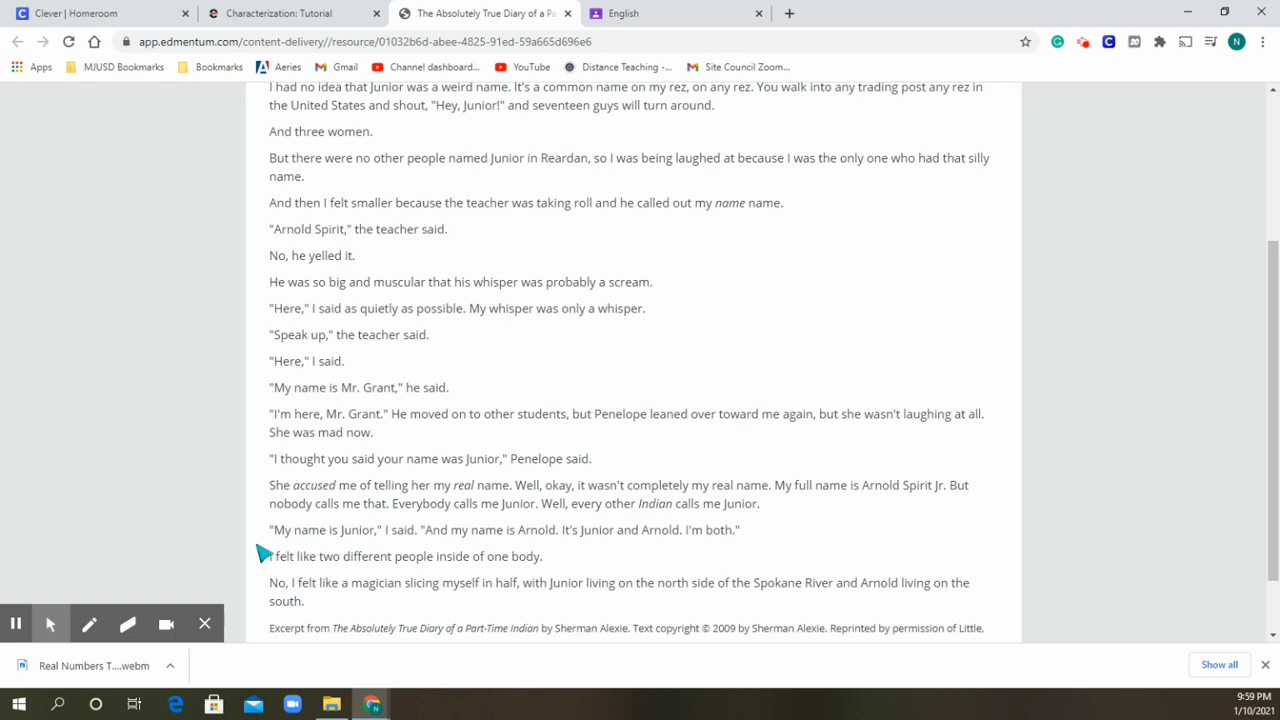 Clever | Homeroom
Characterization: Tutorial
The Absolutely True Diary of a Pa
English
app.edmentum.com/content-delivery//resource/01032b6d-abee-4825-91ed-59a665d696e6
N
Apps
MJUSD Bookmarks
Bookmarks
Aeries
Gmail
Channel dashboard...
YouTube
Distance Teaching -...
Site Council Zoom...
I had no idea that Junior was a weird name. It's a common name on my rez, on any rez. You walk into any trading post any rez in
the United States and shout, "Hey, Junior!" and seventeen guys will turn around.
And three women.
But there were no other people named Junior in Reardan, so I was being laughed at because I was the only one who had that silly
name.
And then I felt smaller because the teacher was taking roll and he called out my name name.
"Arnold Spirit," the teacher said.
No, he yelled it.
He was so big and muscular that his whisper was probably a scream.
"Here," I said as quietly as possible. My whisper was only a whisper.
"Speak up," the teacher said.
"Here," I said.
"My name is Mr. Grant," he said.
"I'm here, Mr. Grant." He moved on to other students, but Penelope leaned over toward me again, but she wasn't laughing at all.
She was mad now.
"I thought you said your name was Junior," Penelope said.
She accused me of telling her my real name. Well, okay, it wasn't completely my real name. My full name is Arnold Spirit Jr. But
nobody calls me that. Everybody calls me Junior. Well, every other Indian calls me Junior.
"My name is Junior," I said. "And my name is Arnold. It's Junior and Arnold. I'm both."
I felt like two different people inside of one body.
No, I felt like a magician slicing myself in half, with Junior living on the north side of the Spokane River and Arnold living on the
south.
Excerpt from The Absolutely True Diary of a Part-Time Indian by Sherman Alexie. Text copyright © 2009 by Sherman Alexie. Reprinted by permission of Little,
Real Numbers T....webm
Show all
9:59 PM
1/10/2021